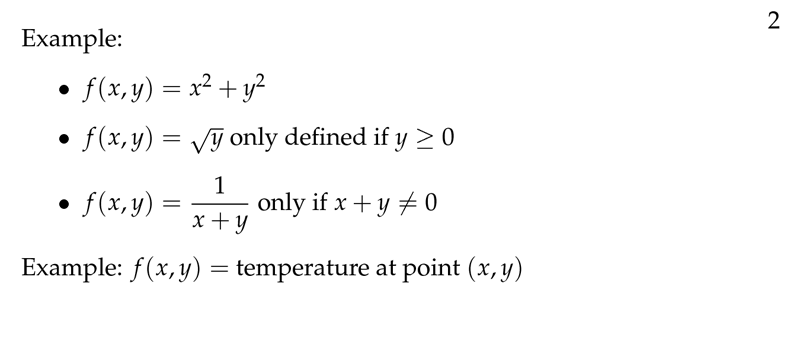 2
Example:
• f(x, y) = x² + y²
• f(x, y) = √y only defined if y ≥ 0
• f(x, y) = 1/(x + y) only if x + y ≠ 0
Example: f(x, y) = temperature at point (x, y)